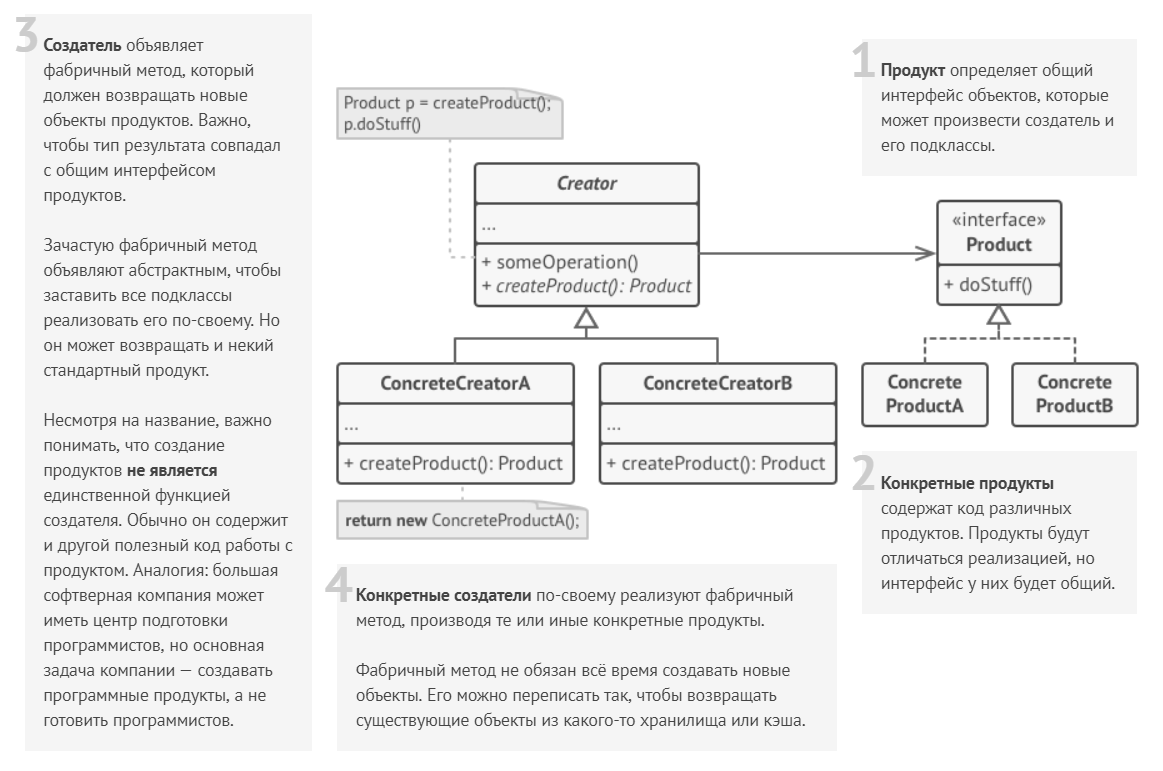 3
Создатель объявляет
фабричный метод, который
должен возвращать новые
объекты продуктов. Важно,
чтобы тип результата совпадал
с общим интерфейсом
продуктов.
Зачастую фабричный метод
объявляют абстрактным, чтобы
заставить все подклассы
реализовать его по-своему. Но
он может возвращать и некий
стандартный продукт.
Несмотря на название, важно
понимать, что создание
продуктов не является
единственной функцией
создателя. Обычно он содержит
и другой полезный код работы с
продуктом. Аналогия: большая
софтверная компания может
иметь центр подготовки
программистов, но основная
задача компании — создавать
программные продукты, а не
готовить программистов.
Product p = createProduct();
p.doStuff()
Creator
...
+ someOperation()
+ createProduct(): Product
ConcreteCreatorA
...
+ createProduct(): Product
return new ConcreteProductA();
ConcreteCreatorB
...
+ createProduct(): Product
1
Продукт определяет общий
интерфейс объектов, которые
может произвести создатель и
его подклассы.
«interface»
Product
+ doStuff()
Concrete
ProductA
Concrete
ProductB
2
Конкретные продукты
содержат код различных
продуктов. Продукты будут
отличаться реализацией, но
интерфейс у них будет общий.
4
Конкретные создатели по-своему реализуют фабричный
метод, производя те или иные конкретные продукты.
Фабричный метод не обязан всё время создавать новые
объекты. Его можно переписать так, чтобы возвращать
существующие объекты из какого-то хранилища или кэша.